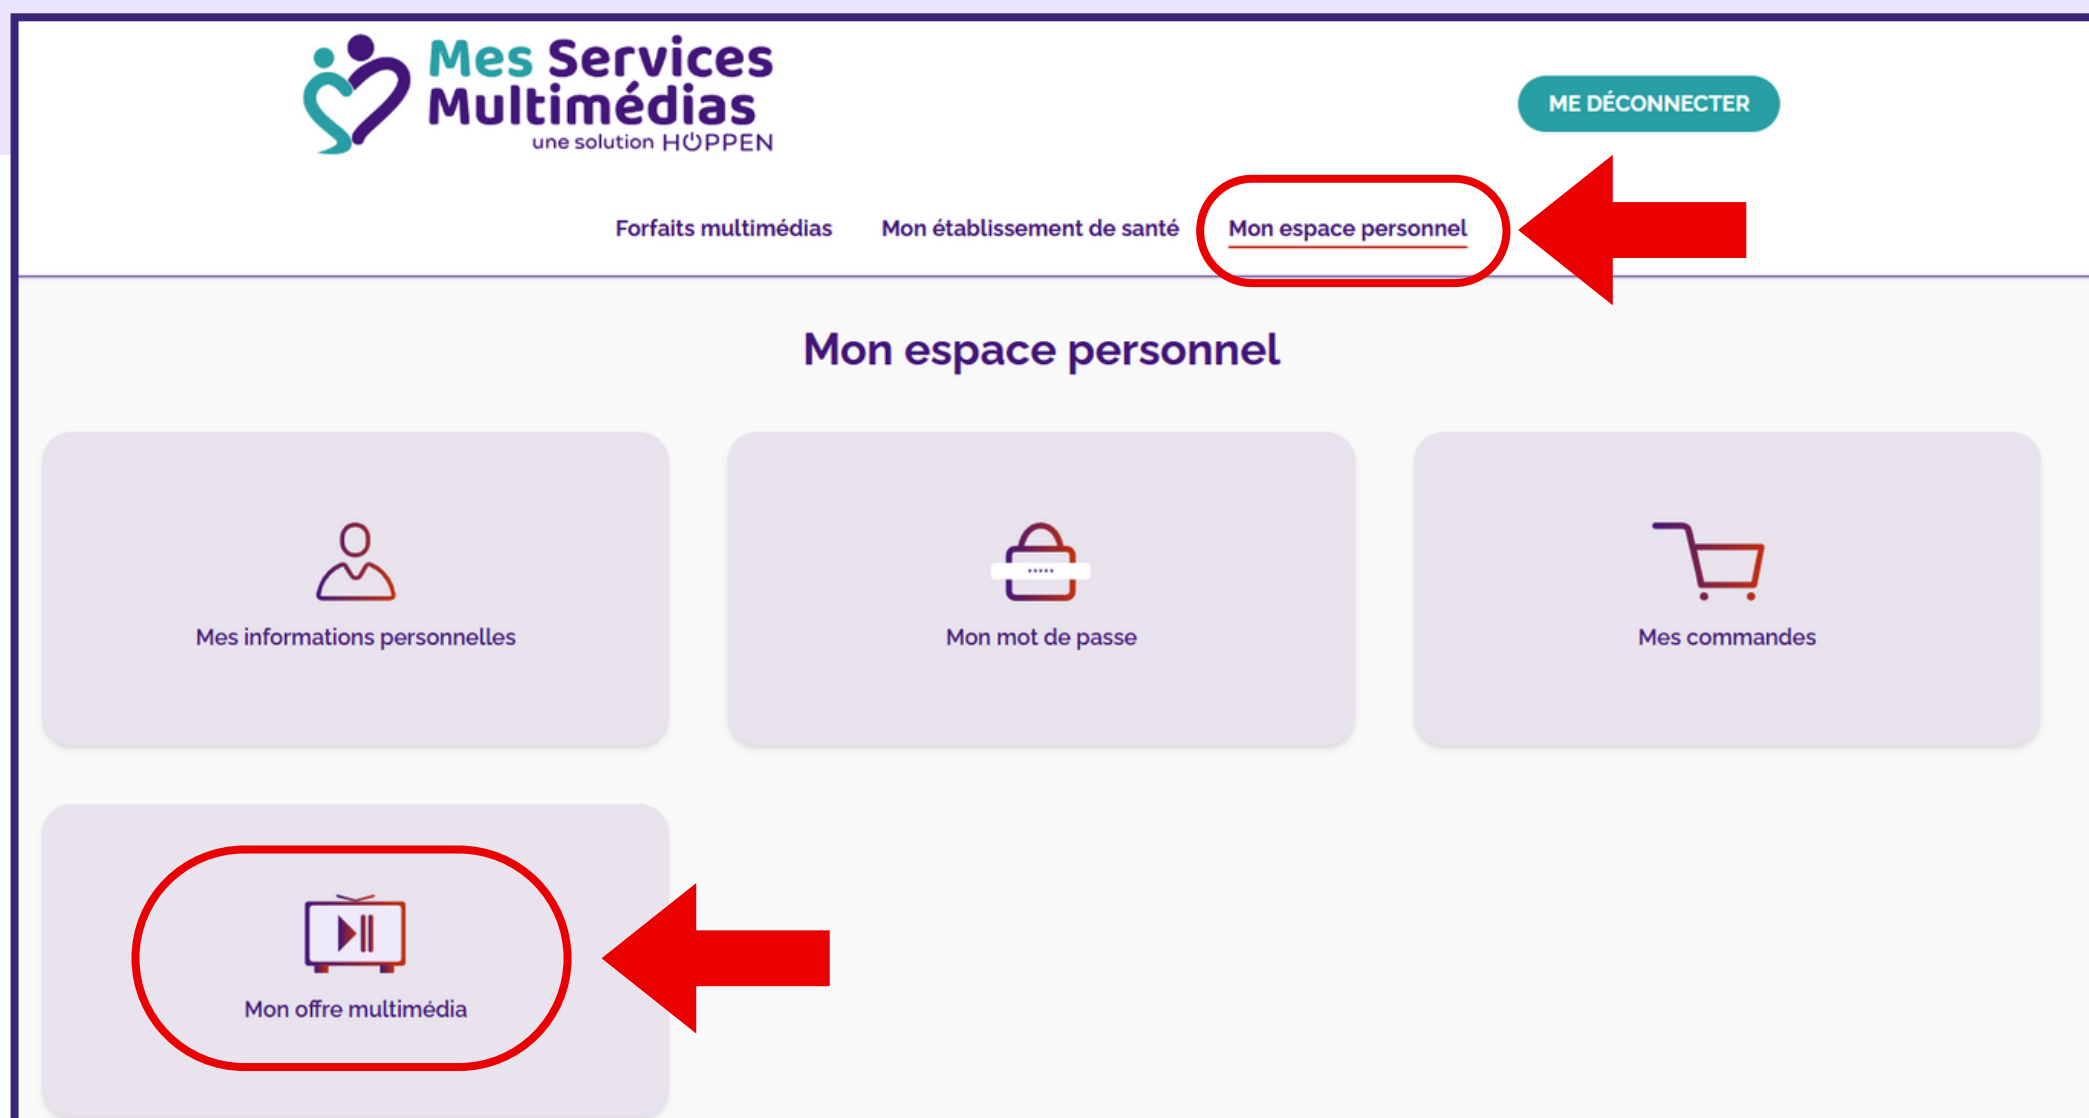 Mes Services
Multimédias
une solution HOPPEN
ME DÉCONNECTER
Forfaits multimédias Mon établissement de santé Mon espace personnel
Mon espace personnel
Mes informations personnelles
*****
Mon mot de passe
Mes commandes
Mon offre multimédia